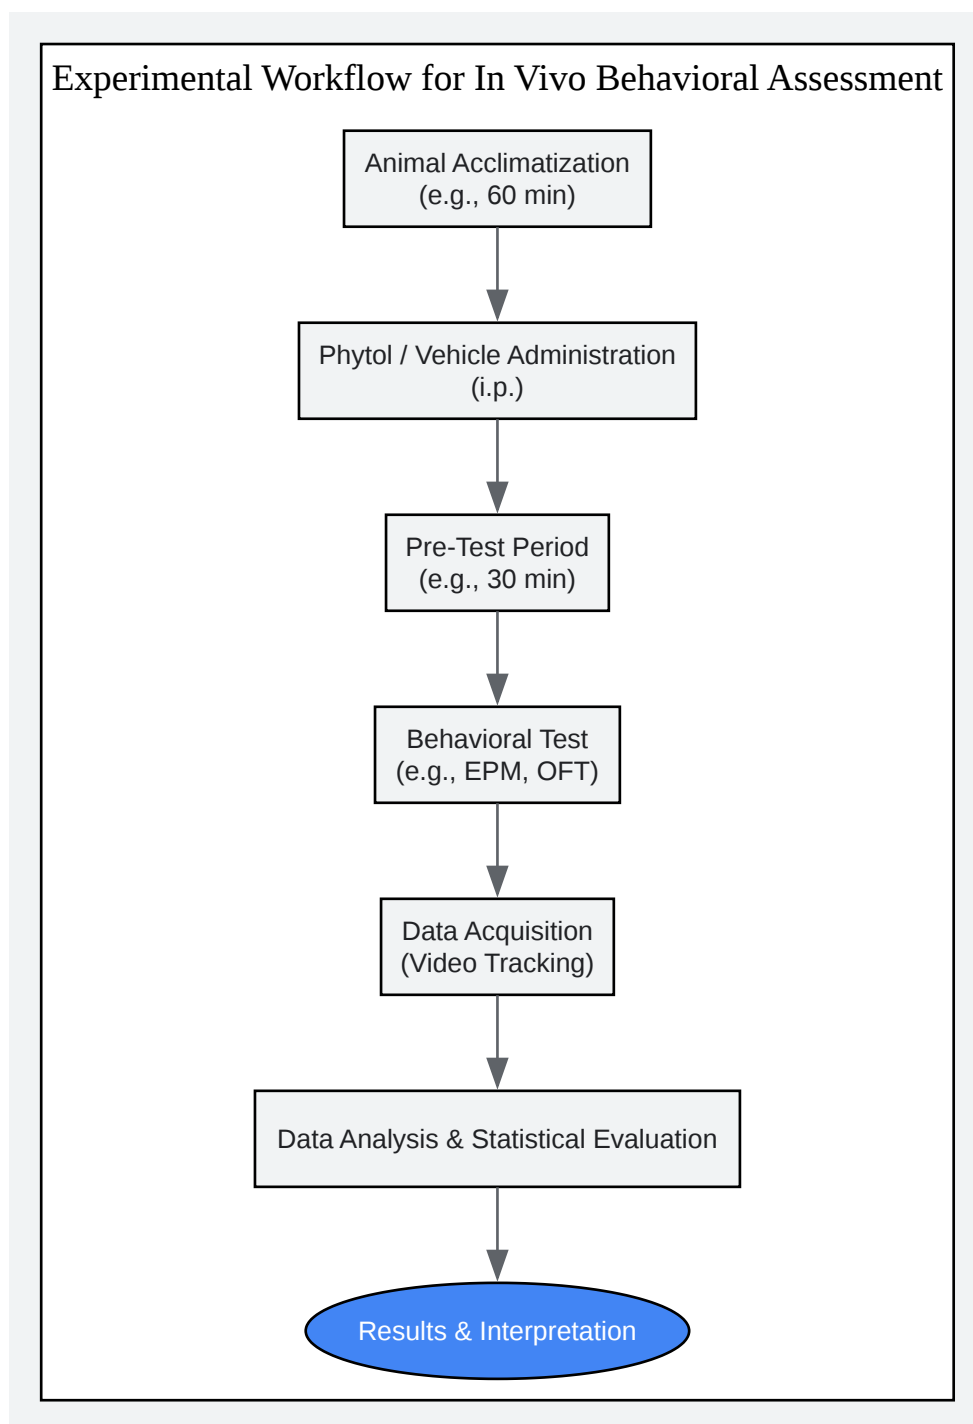 Experimental Workflow for In Vivo Behavioral Assessment
Animal Acclimatization
(e.g., 60 min)
Phytol / Vehicle Administration
(i.p.)
Pre-Test Period
(e.g., 30 min)
Behavioral Test
(e.g., EPM, OFT)
Data Acquisition
(Video Tracking)
Data Analysis & Statistical Evaluation
Results & Interpretation